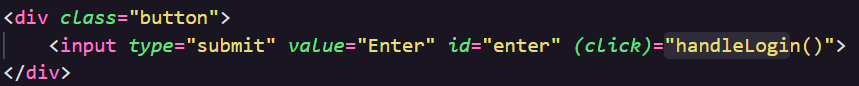 <div class="button">
    <input type="submit" value="Enter" id="enter" (click)="handleLogin()">
</div>